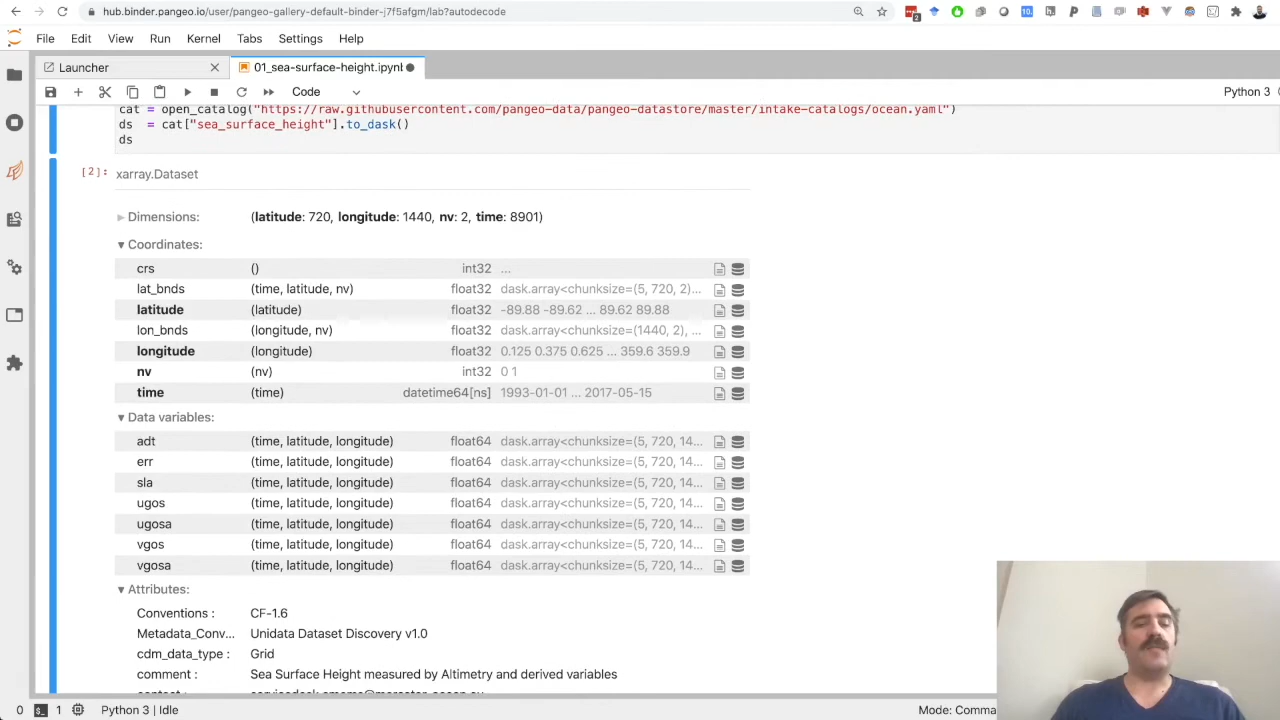 hub.binder.pangeo.io/user/pangeo-gallery-default-binder-j7f5afgm/lab?autodecode
2
10.
File Edit View Run Kernel Tabs Settings Help
Launcher
01_sea-surface-height.ipynb
Code
Python 3
cat = open_catalog("https://raw.githubusercontent.com/pangeo-data/pangeo-datastore/master/intake-catalogs/ocean.yaml")
ds = cat["sea_surface_height"].to_dask()
ds
[2]: xarray.Dataset
Dimensions: (latitude: 720, longitude: 1440, nv: 2, time: 8901)
Coordinates:
crs () int32 ...
lat_bnds (time, latitude, nv) float32 dask.array<chunksize=(5, 720, 2)...
latitude (latitude) float32 -89.88 -89.62 ... 89.62 89.88
lon_bnds (longitude, nv) float32 dask.array<chunksize=(1440, 2), ...
longitude (longitude) float32 0.125 0.375 0.625 ... 359.6 359.9
nv (nv) int32 0 1
time (time) datetime64[ns] 1993-01-01 ... 2017-05-15
Data variables:
adt (time, latitude, longitude) float64 dask.array<chunksize=(5, 720, 14...
err (time, latitude, longitude) float64 dask.array<chunksize=(5, 720, 14...
sla (time, latitude, longitude) float64 dask.array<chunksize=(5, 720, 14...
ugos (time, latitude, longitude) float64 dask.array<chunksize=(5, 720, 14...
ugosa (time, latitude, longitude) float64 dask.array<chunksize=(5, 720, 14...
vgos (time, latitude, longitude) float64 dask.array<chunksize=(5, 720, 14...
vgosa (time, latitude, longitude) float64 dask.array<chunksize=(5, 720, 14...
Attributes:
Conventions : CF-1.6
Metadata_Conv... Unidata Dataset Discovery v1.0
cdm_data_type : Grid
comment : Sea Surface Height measured by Altimetry and derived variables
0 1 Python 3 | Idle
Mode: Comma